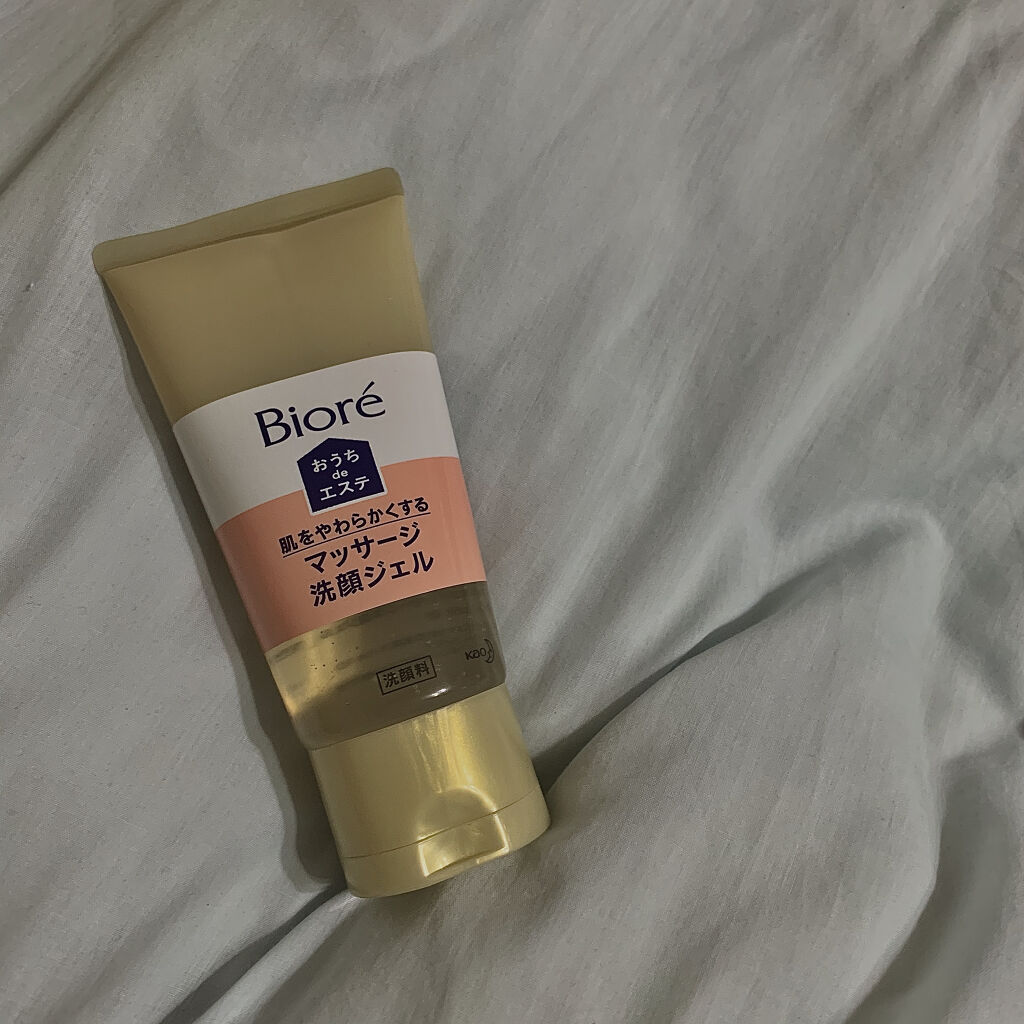 Bioré
おうち
de
エステ
肌をやわらかくする
マッサージ
洗顔ジェル
洗顔料
Kao